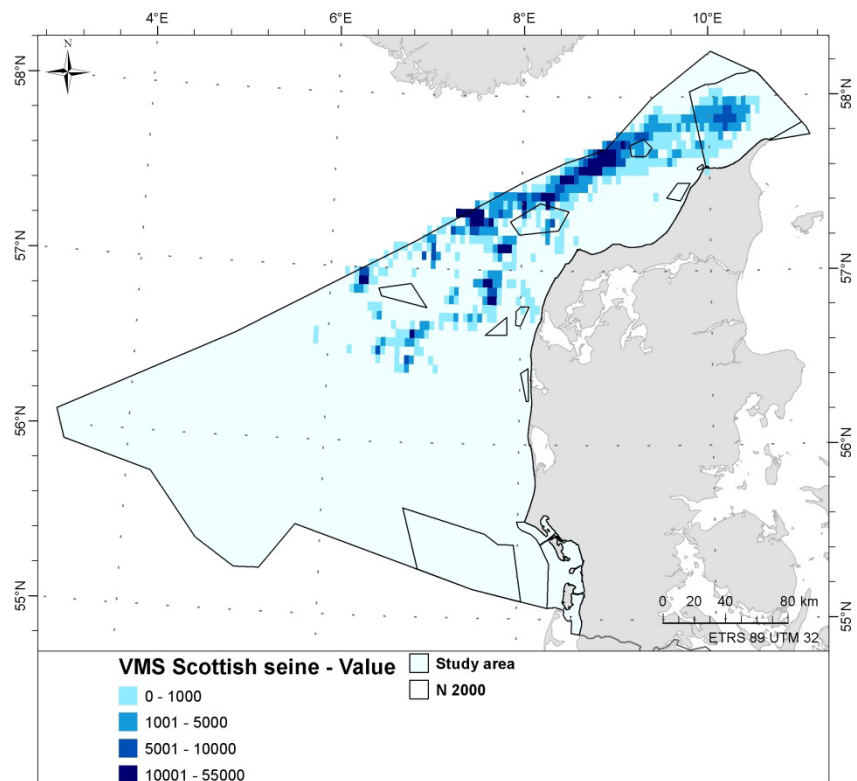 4°E 6°E 8°E 10°E
N
58°N 58°N
57°N 57°N
56°N 56°N
55°N 55°N
0 20 40 80 km
ETRS 89 UTM 32
VMS Scottish seine - Value
0 - 1000
1001 - 5000
5001 - 10000
10001 - 55000
Study area
N 2000